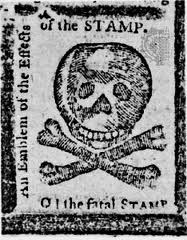 An Emblem of the Effects
of the STAMP.
O! the fatal STAMP